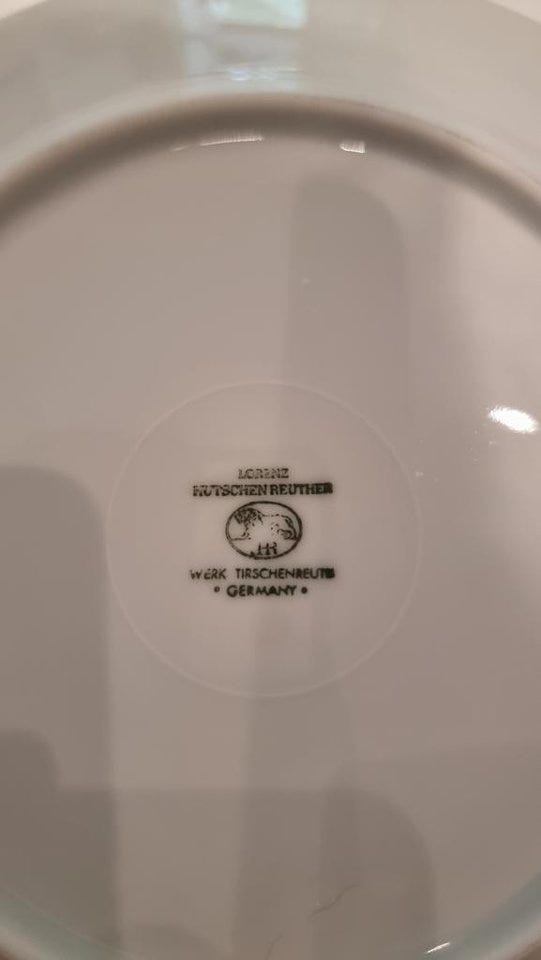 LORENZ
HUTSCHENREUTHER
HR
WERK TIRSCHENREUTH
• GERMANY •